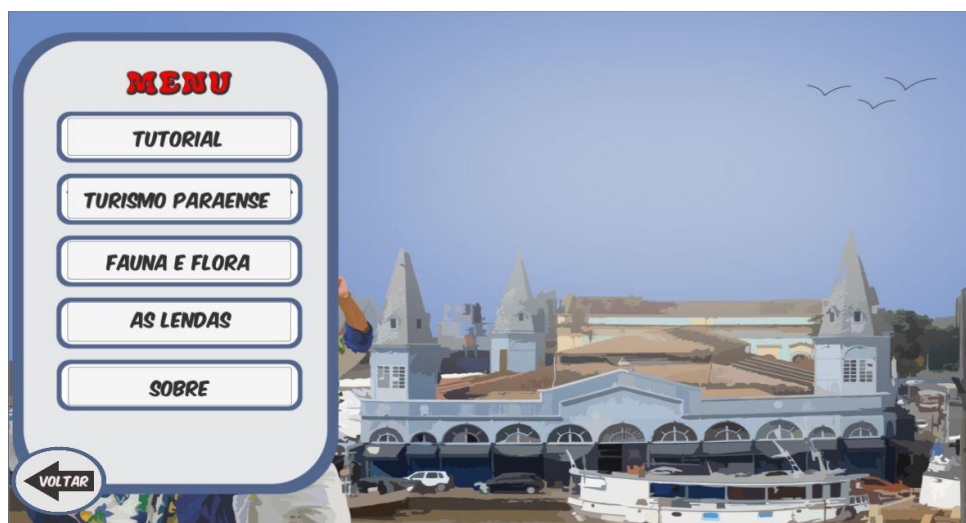 MENU
TUTORIAL
TURISMO PARAENSE
FAUNA E FLORA
AS LENDAS
SOBRE
VOLTAR